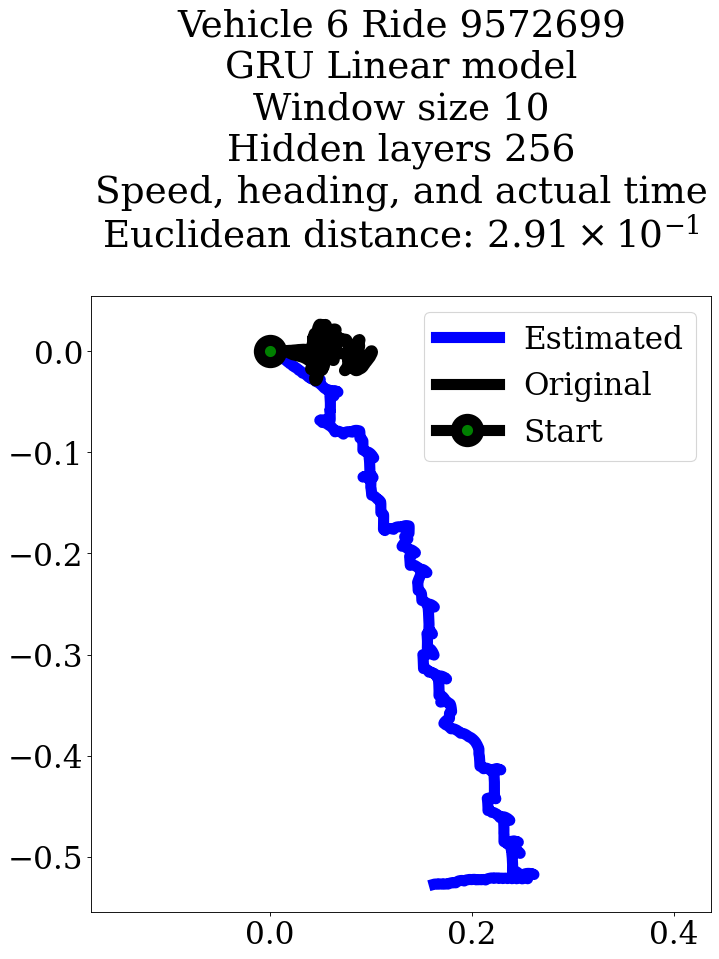 Vehicle 6 Ride 9572699
GRU Linear model
Window size 10
Hidden layers 256
Speed, heading, and actual time
Euclidean distance: 2.91 × 10⁻¹
Estimated
Original
Start
0.0
−0.1
−0.2
−0.3
−0.4
−0.5
0.0 0.2 0.4